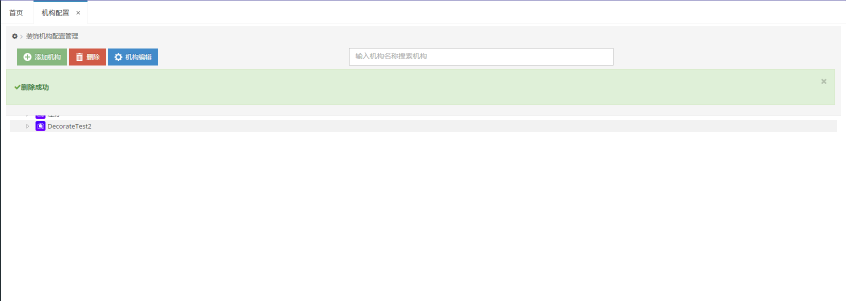 首页
机构配置 ×
装饰机构配置管理
添加机构 删除 机构编辑
输入机构名称搜索机构
删除成功 ×
DecorateTest2